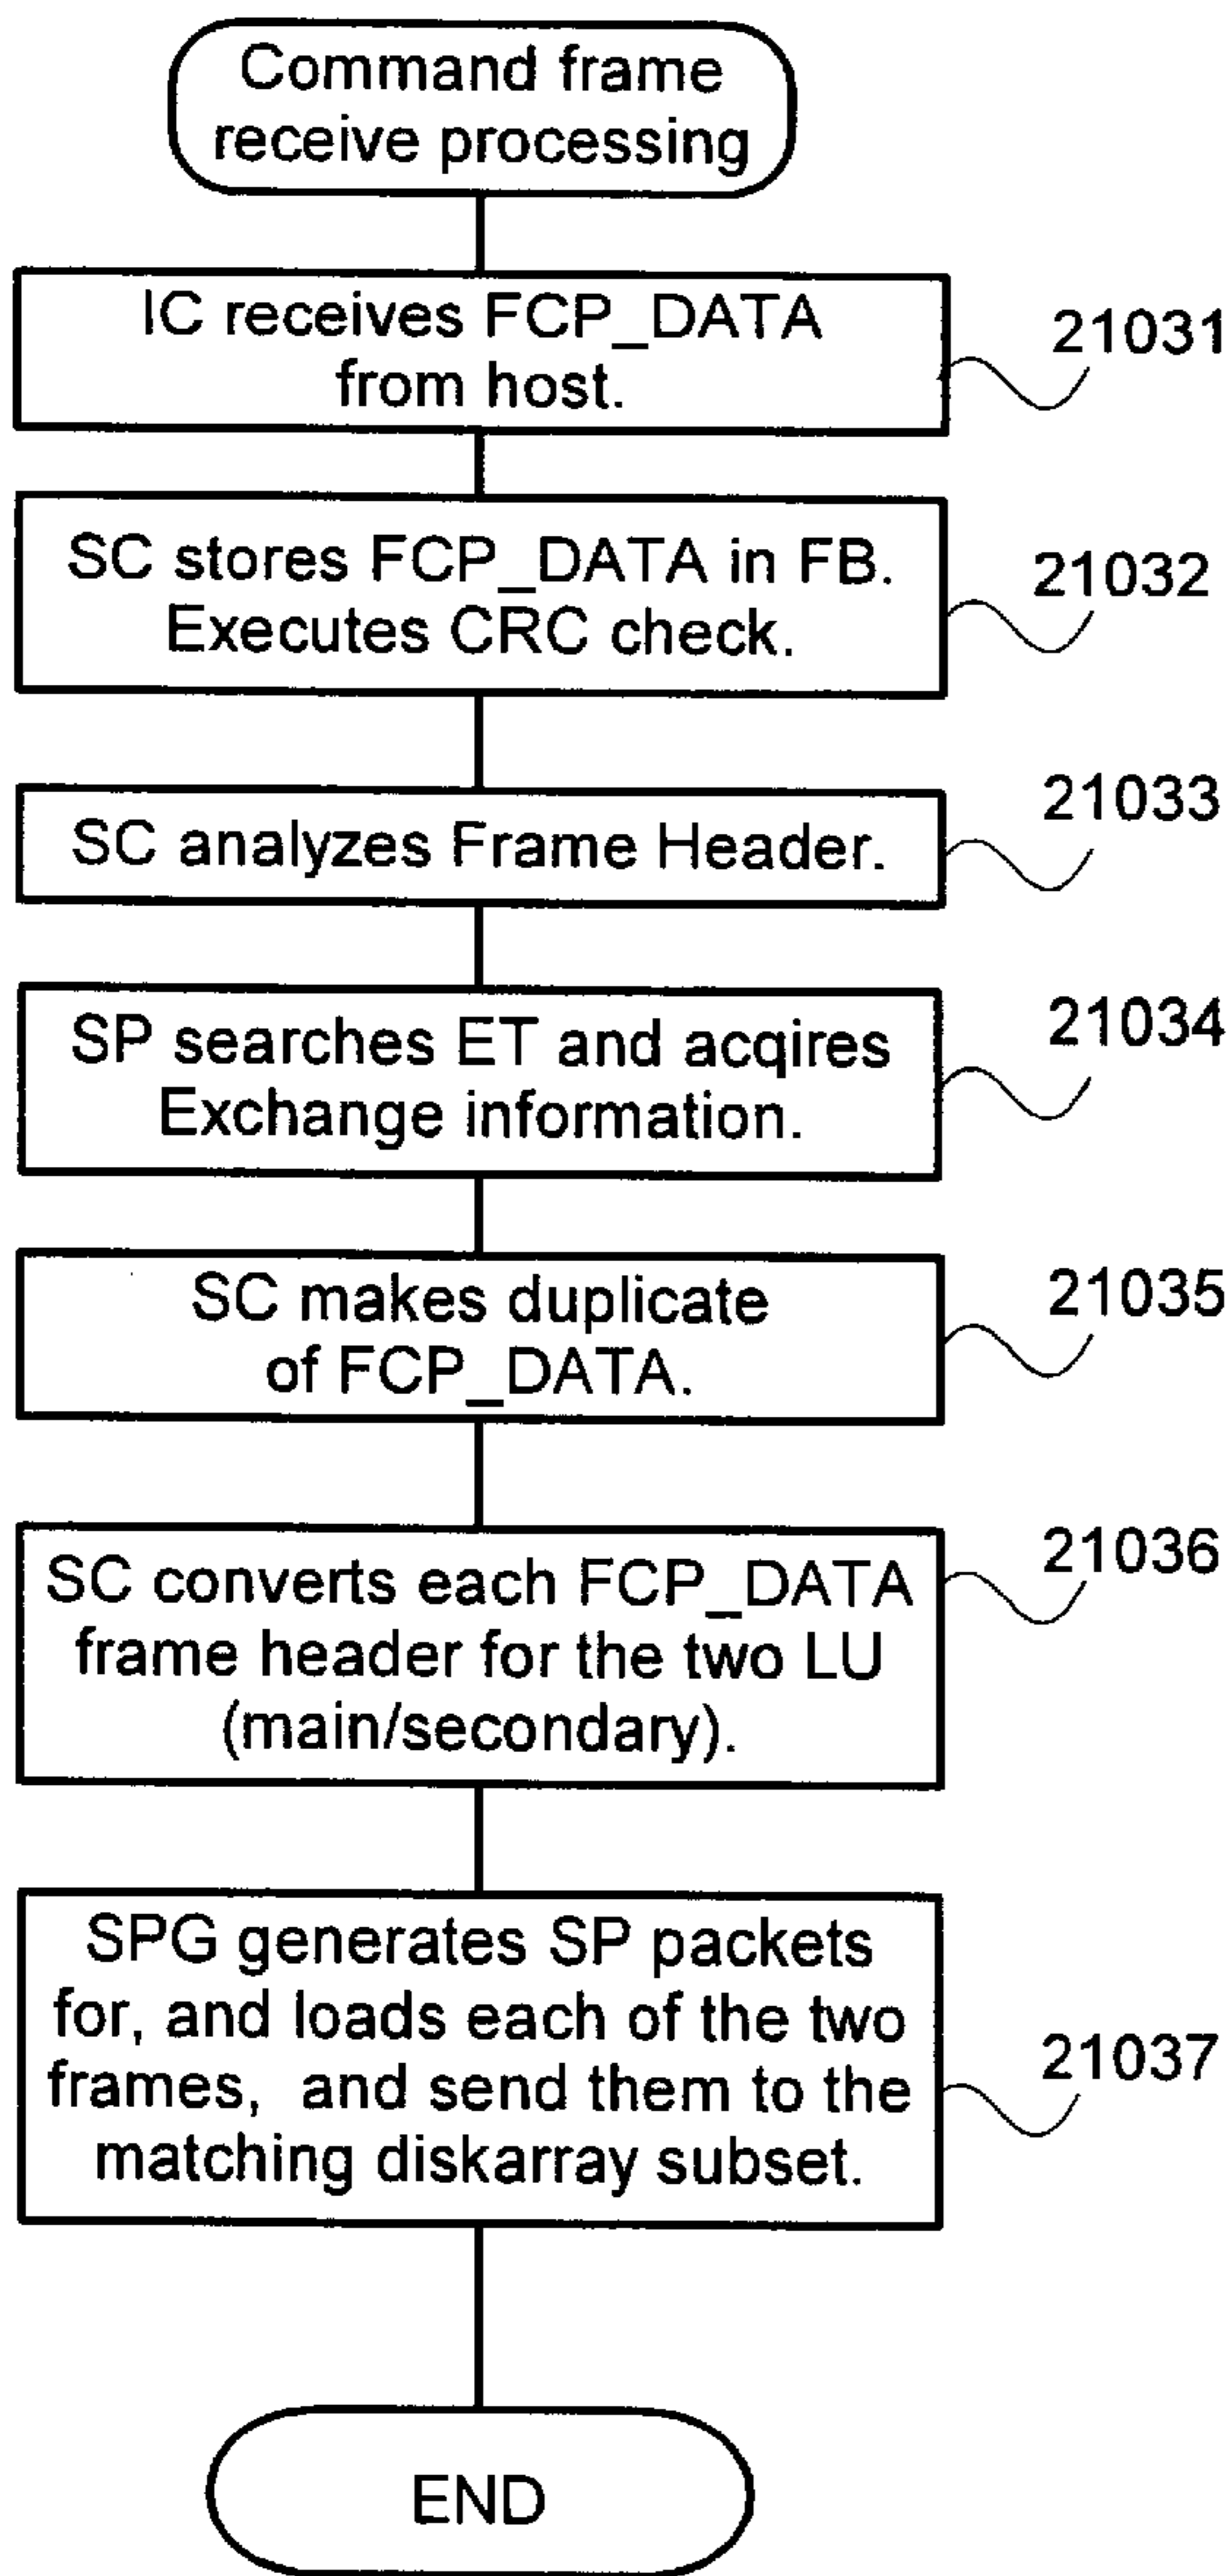 Command frame
receive processing
IC receives FCP_DATA
from host.
21031
SC stores FCP_DATA in FB.
Executes CRC check.
21032
SC analyzes Frame Header.
21033
SP searches ET and acqires
Exchange information.
21034
SC makes duplicate
of FCP_DATA.
21035
SC converts each FCP_DATA
frame header for the two LU
(main/secondary).
21036
SPG generates SP packets
for, and loads each of the two
frames, and send them to the
matching diskarray subset.
21037
END